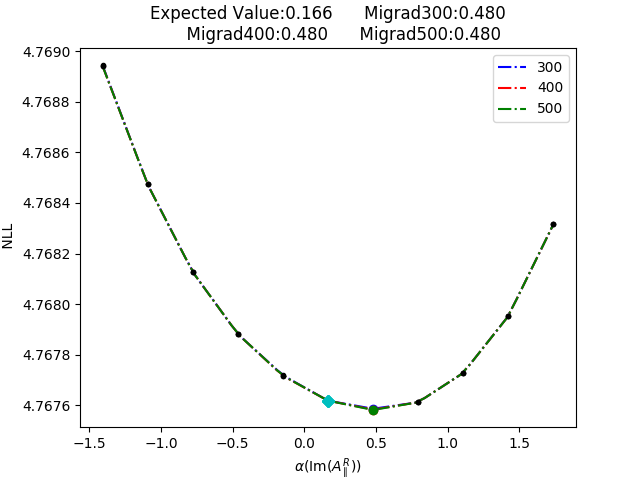 Expected Value:0.166 Migrad300:0.480
Migrad400:0.480 Migrad500:0.480
4.7690
4.7688
4.7686
4.7684
4.7682
4.7680
4.7678
4.7676
NLL
300
400
500
−1.5 −1.0 −0.5 0.0 0.5 1.0 1.5
α(Im(A∥^R))